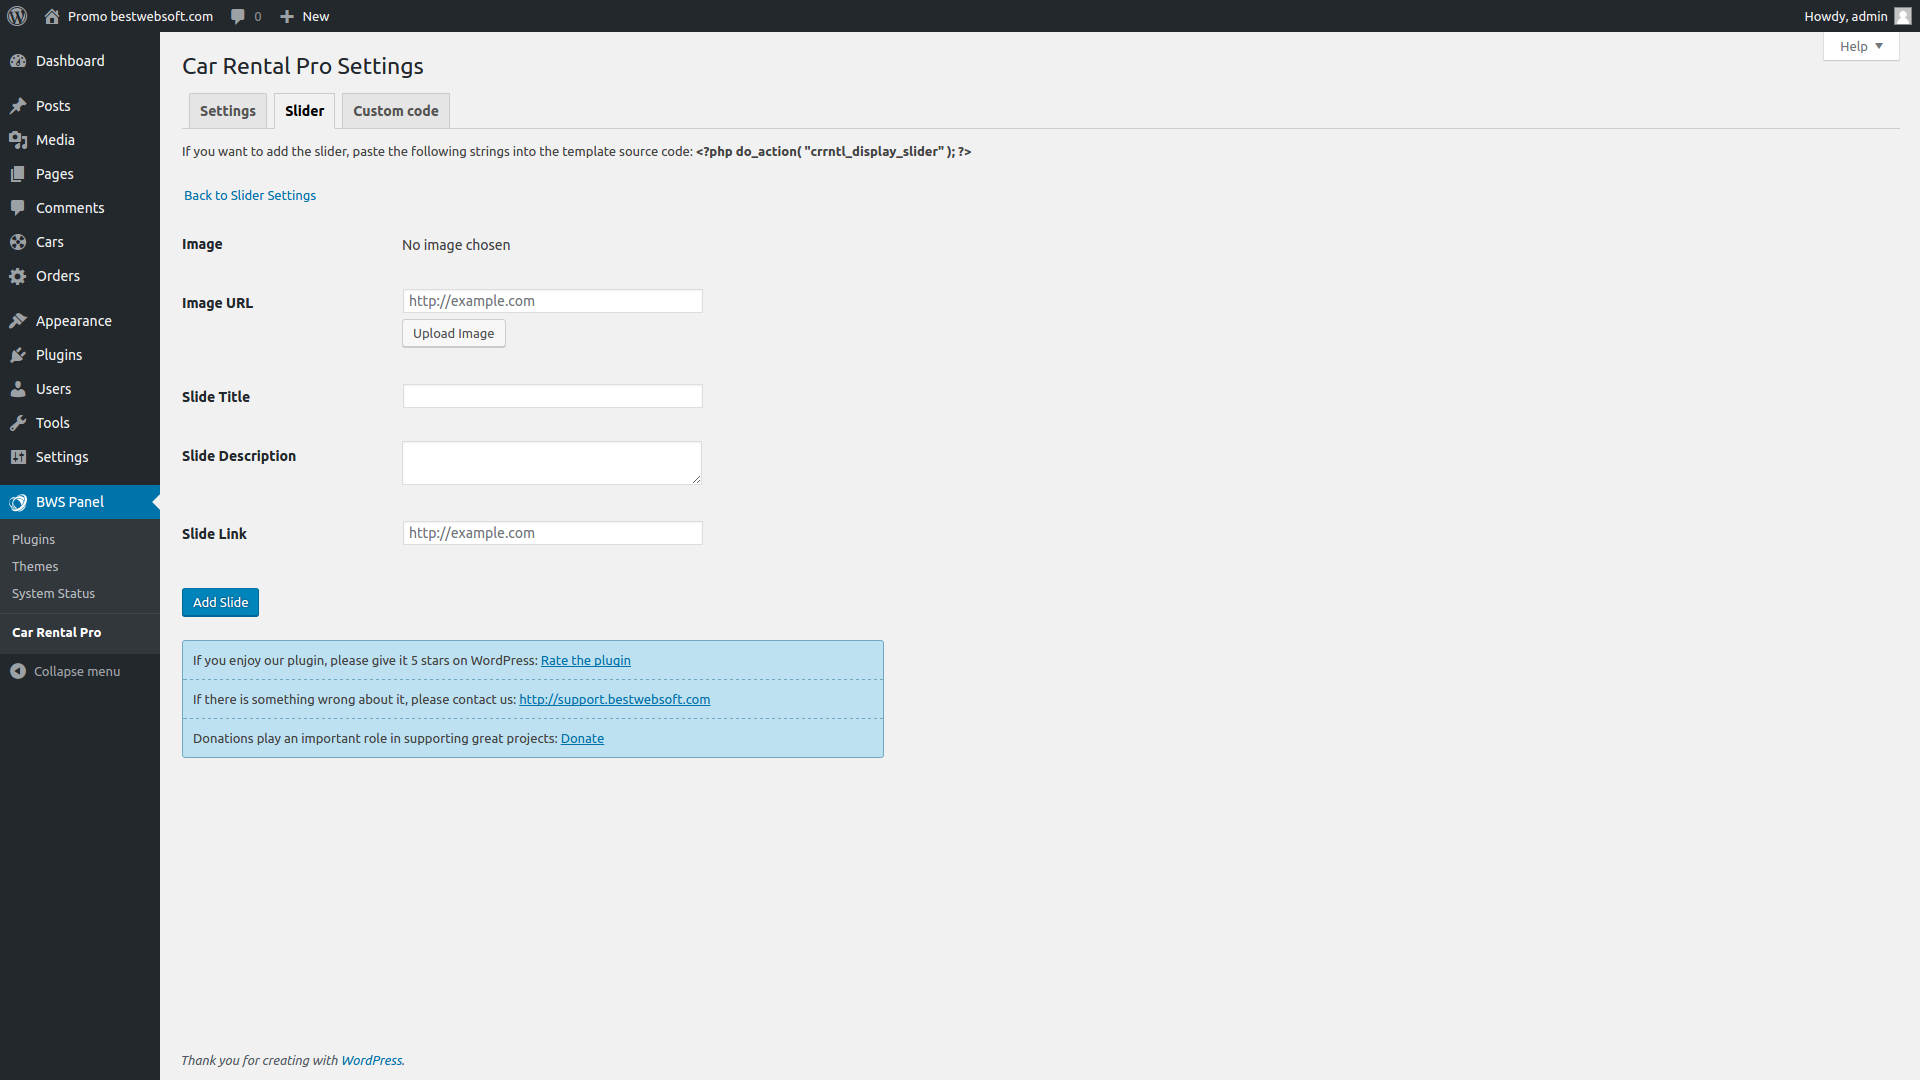 Promo bestwebsoft.com 0 New Howdy, admin
Help
Dashboard
Posts
Media
Pages
Comments
Cars
Orders
Appearance
Plugins
Users
Tools
Settings
BWS Panel
Plugins
Themes
System Status
Car Rental Pro
Collapse menu
Car Rental Pro Settings
Settings Slider Custom code
If you want to add the slider, paste the following strings into the template source code: <?php do_action( "crrntl_display_slider" ); ?>
Back to Slider Settings
Image No image chosen
Image URL http://example.com
Upload Image
Slide Title
Slide Description
Slide Link http://example.com
Add Slide
If you enjoy our plugin, please give it 5 stars on WordPress: Rate the plugin
If there is something wrong about it, please contact us: http://support.bestwebsoft.com
Donations play an important role in supporting great projects: Donate
Thank you for creating with WordPress.